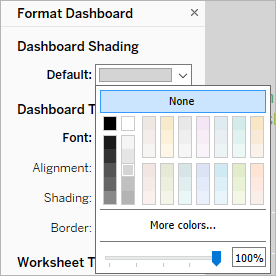 Format Dashboard
Dashboard Shading
Default:
None
Dashboard T
Font:
Alignment:
Shading:
More colors...
Border:
100%
Worksheet T